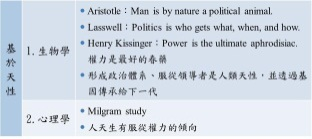 基於天性
1. 生物學
• Aristotle：Man is by nature a political animal.
• Lasswell：Politics is who gets what, when, and how.
• Henry Kissinger：Power is the ultimate aphrodisiac.
權力是最好的春藥
• 形成政治體系、服從領導者是人類天性，並透過基
因傳承給下一代
2. 心理學
• Milgram study
• 人天生有服從權力的傾向